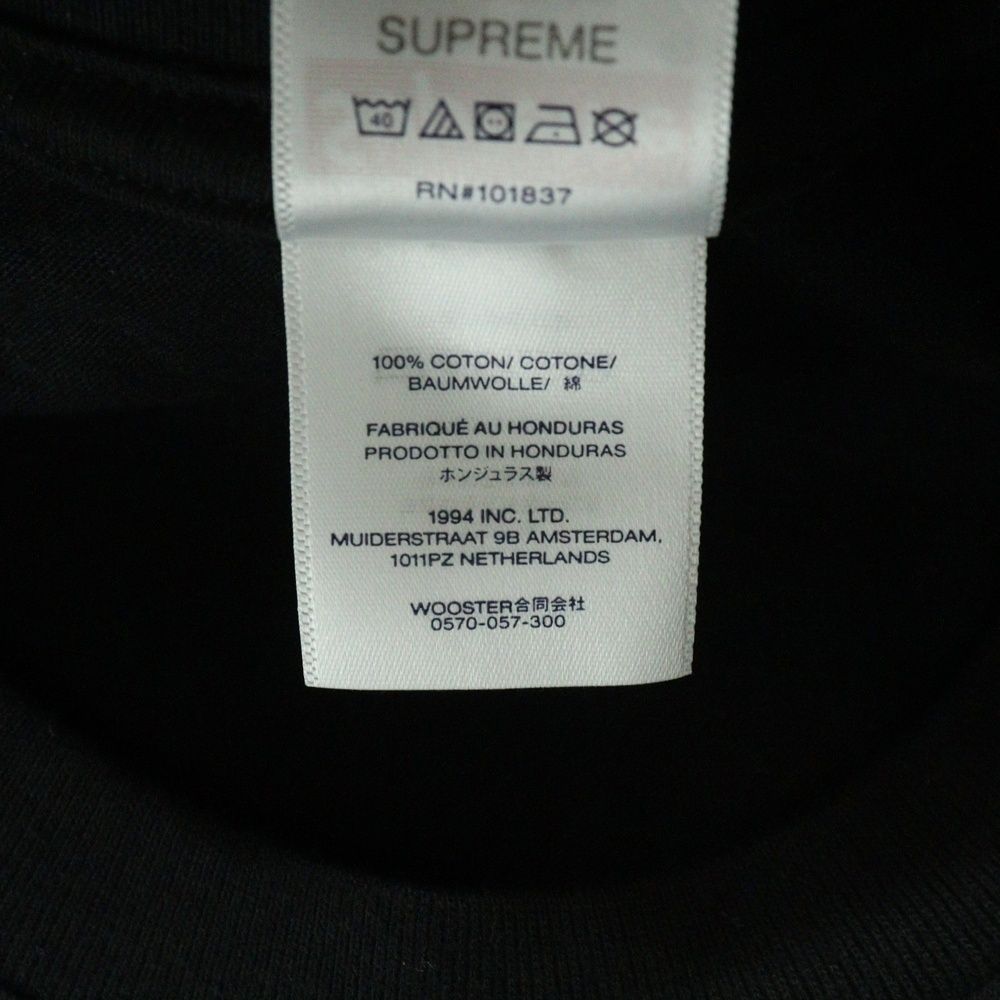 SUPREME
40
RN#101837
100% COTON/ COTONE/
BAUMWOLLE/ 綿
FABRIQUÉ AU HONDURAS
PRODOTTO IN HONDURAS
ホンジュラス製
1994 INC. LTD.
MUIDERSTRAAT 9B AMSTERDAM,
1011PZ NETHERLANDS
WOOSTER合同会社
0570-057-300